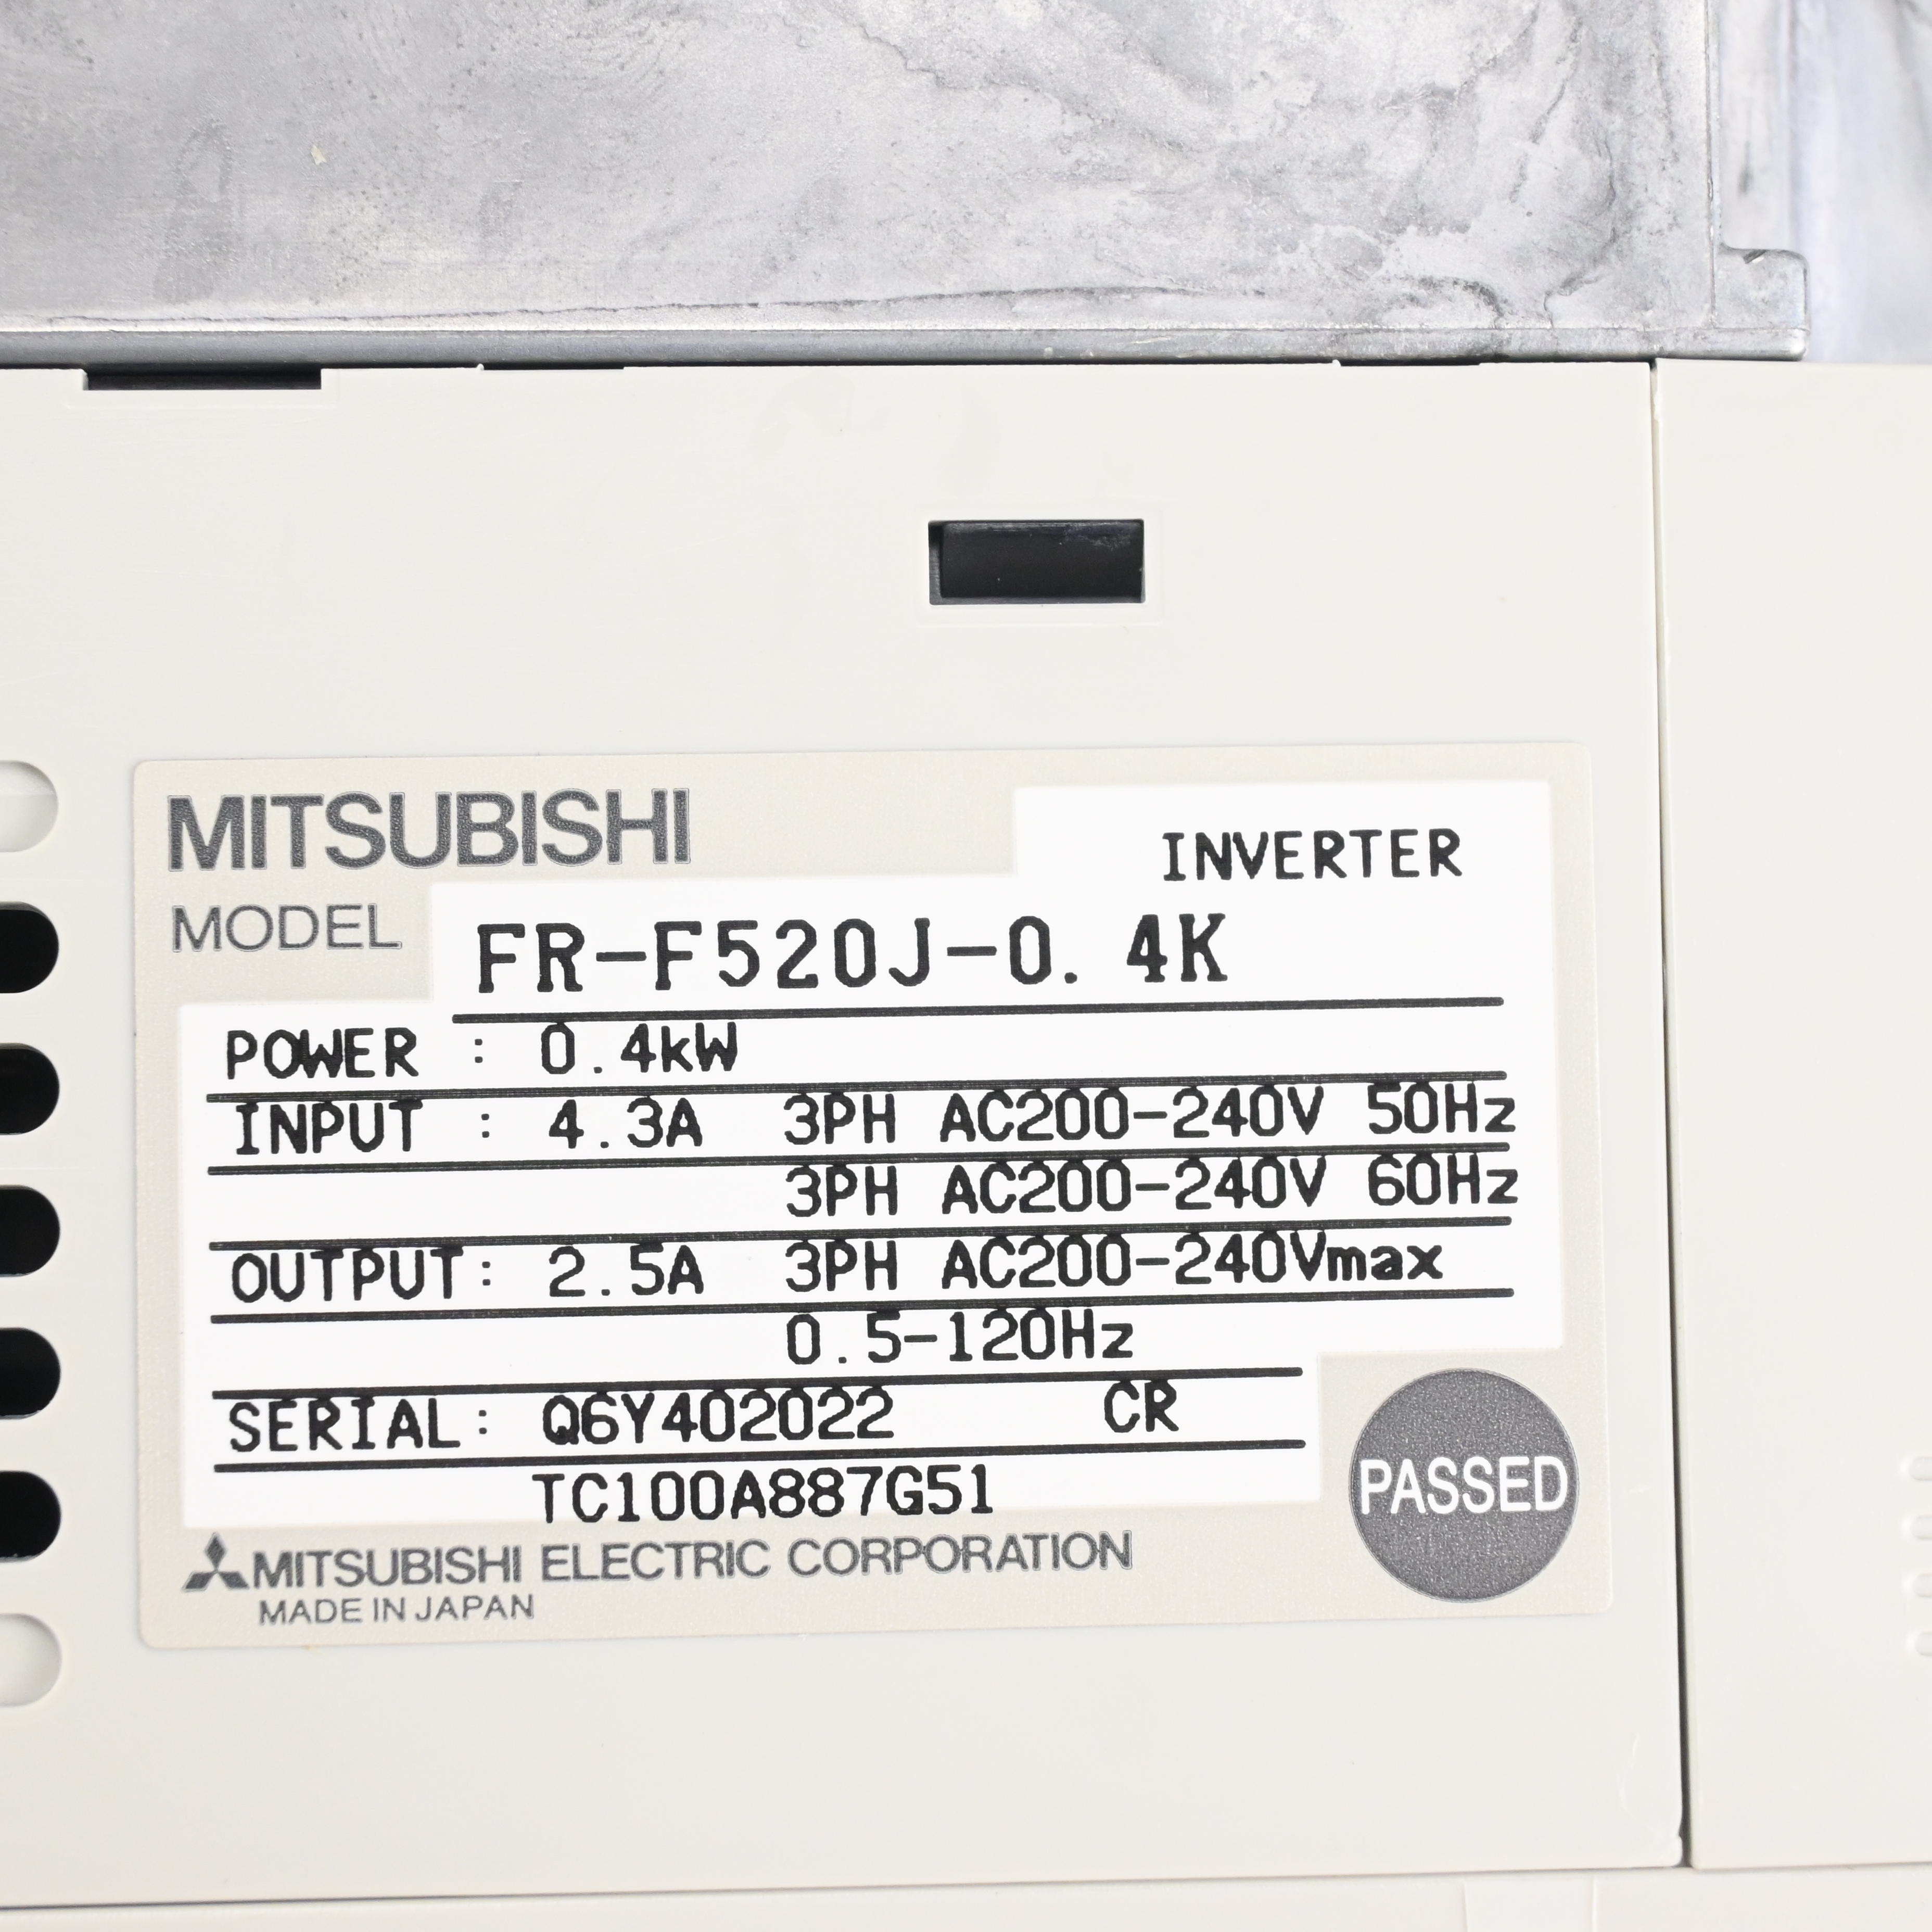 MITSUBISHI
INVERTER
MODEL FR-F520J-0. 4K
POWER : 0.4kW
INPUT : 4.3A 3PH AC200-240V 50Hz
3PH AC200-240V 60Hz
OUTPUT: 2.5A 3PH AC200-240Vmax
0.5-120Hz
SERIAL: Q6Y402022 CR
TC100A887G51
PASSED
MITSUBISHI ELECTRIC CORPORATION
MADE IN JAPAN